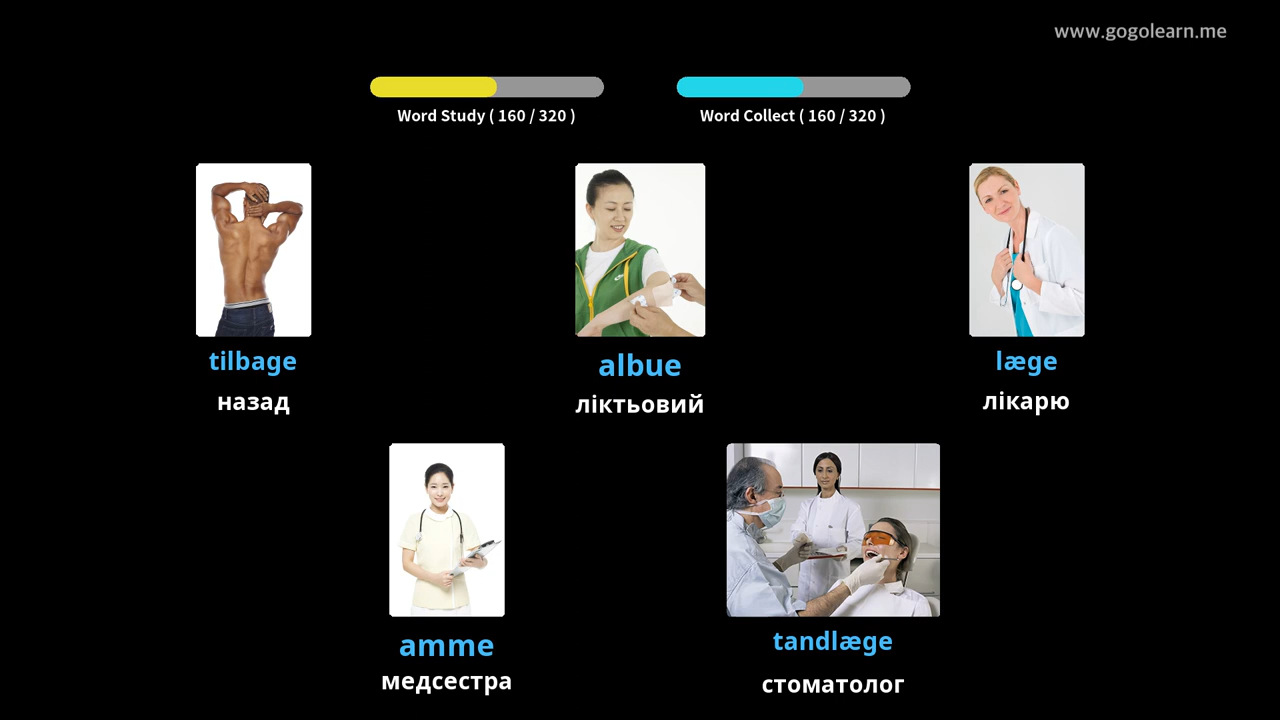 www.gogolearn.me
Word Study ( 160 / 320 )
Word Collect ( 160 / 320 )
tilbage
назад
albue
ліктьовий
læge
лікарю
amme
медсестра
tandlæge
стоматолог